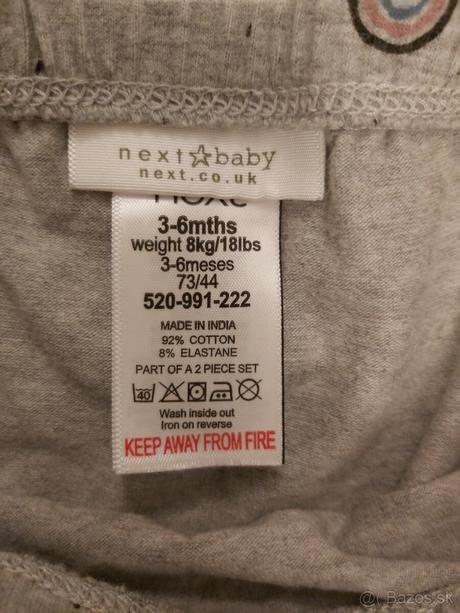 next☆baby
next.co.uk
next
3-6mths
weight 8kg/18lbs
3-6meses
73/44
520-991-222
MADE IN INDIA
92% COTTON
8% ELASTANE
PART OF A 2 PIECE SET
40
Wash inside out
Iron on reverse
KEEP AWAY FROM FIRE
Bazos.sk